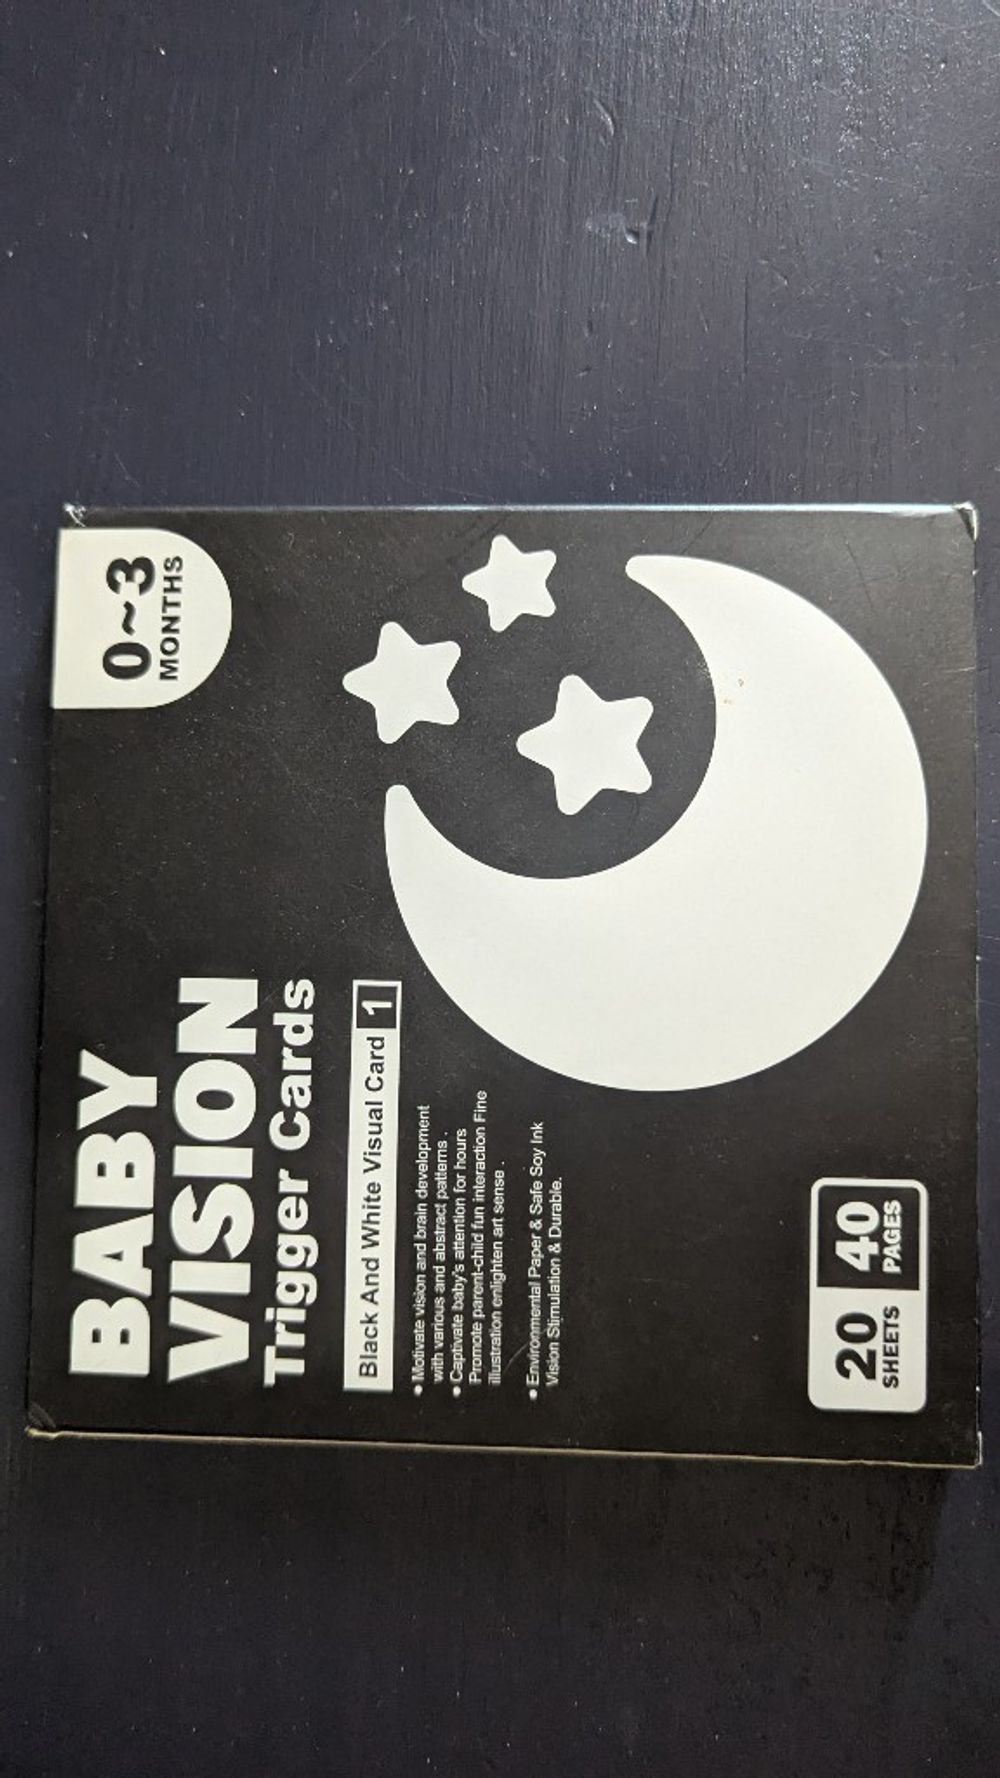 BABY
VISION
Trigger Cards
0~3
MONTHS
Black And White Visual Card 1
• Motivate vision and brain development
with various and abstract patterns .
• Captivate baby's attention for hours
Promote parent-child fun interaction Fine
illustration enlighten art sense .
• Environmental Paper & Safe Soy Ink
Vision Stimulation & Durable.
20 40
SHEETS PAGES